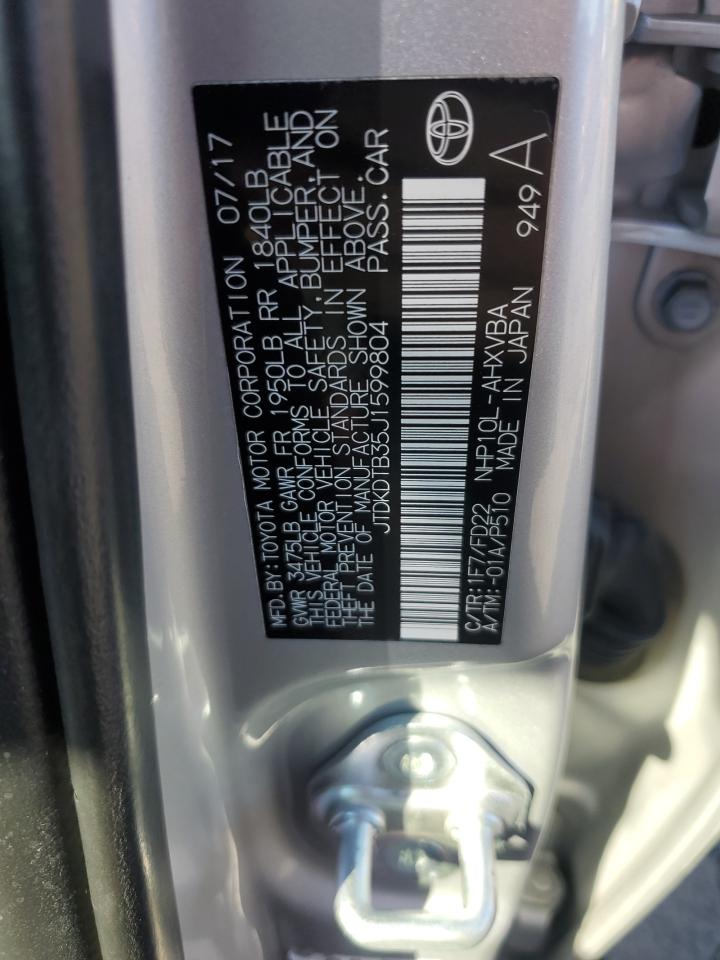 MFD. BY: TOYOTA MOTOR CORPORATION 07/17
GVWR 3475LB GAWR FR 1950LB RR 1840LB
THIS VEHICLE CONFORMS TO ALL APPLICABLE
FEDERAL MOTOR VEHICLE SAFETY, BUMPER, AND
THEFT PREVENTION STANDARDS IN EFFECT ON
THE DATE OF MANUFACTURE SHOWN ABOVE.
JTDKDTB35J1599804 PASS. CAR
C/TR: 1F7/FD22 NHP10L-AHXVBA
A/TM: -01A/P510 MADE IN JAPAN
949 A